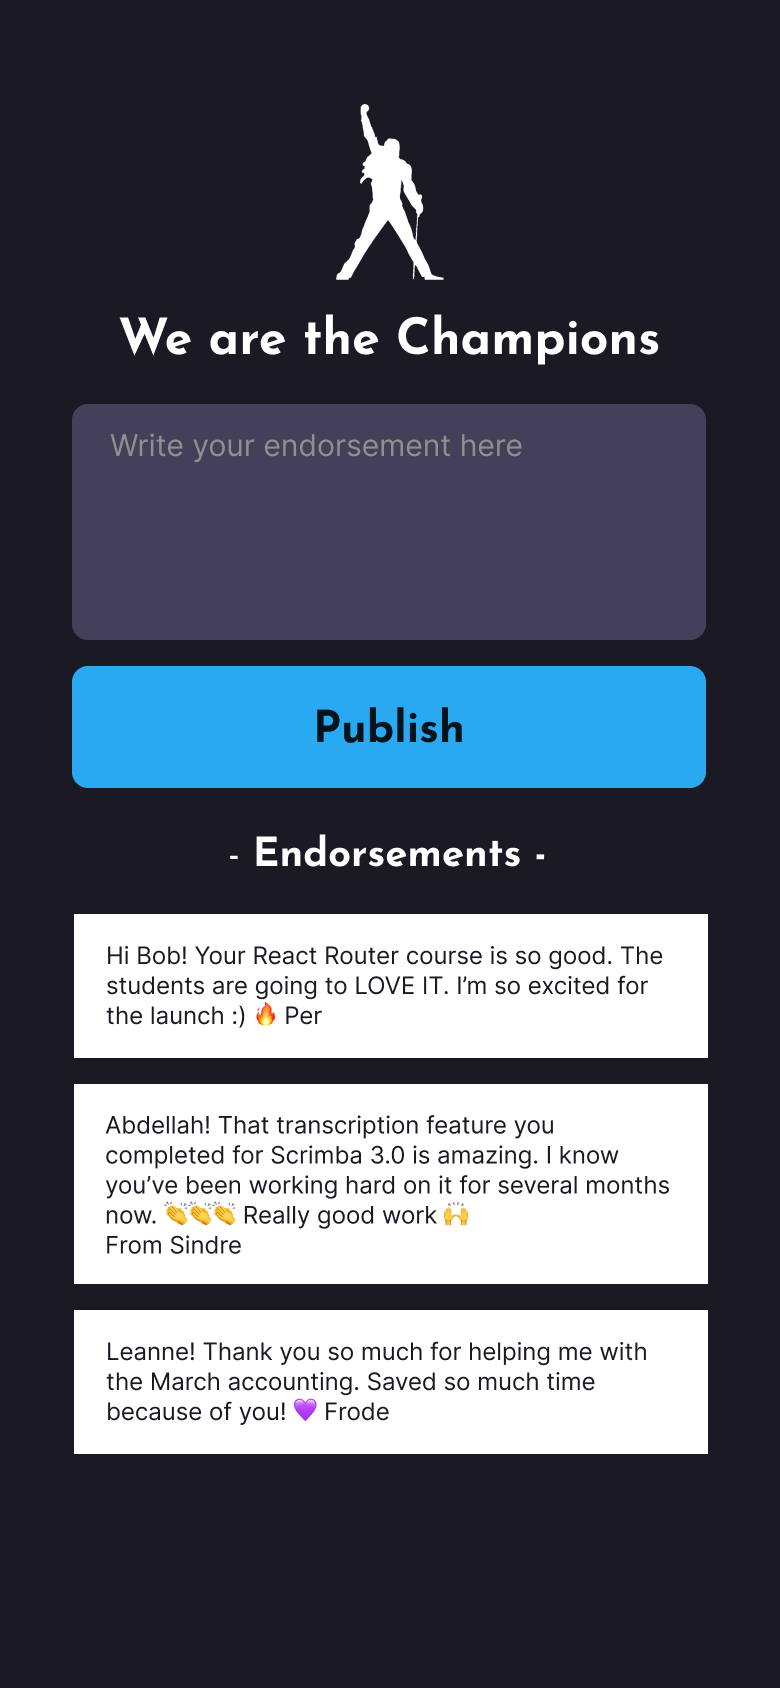 We are the Champions
Write your endorsement here
Publish
- Endorsements -
Hi Bob! Your React Router course is so good. The
students are going to LOVE IT. I’m so excited for
the launch :) 🔥 Per
Abdellah! That transcription feature you
completed for Scrimba 3.0 is amazing. I know
you’ve been working hard on it for several months
now. 👏👏👏 Really good work 🙌
From Sindre
Leanne! Thank you so much for helping me with
the March accounting. Saved so much time
because of you! 💜 Frode